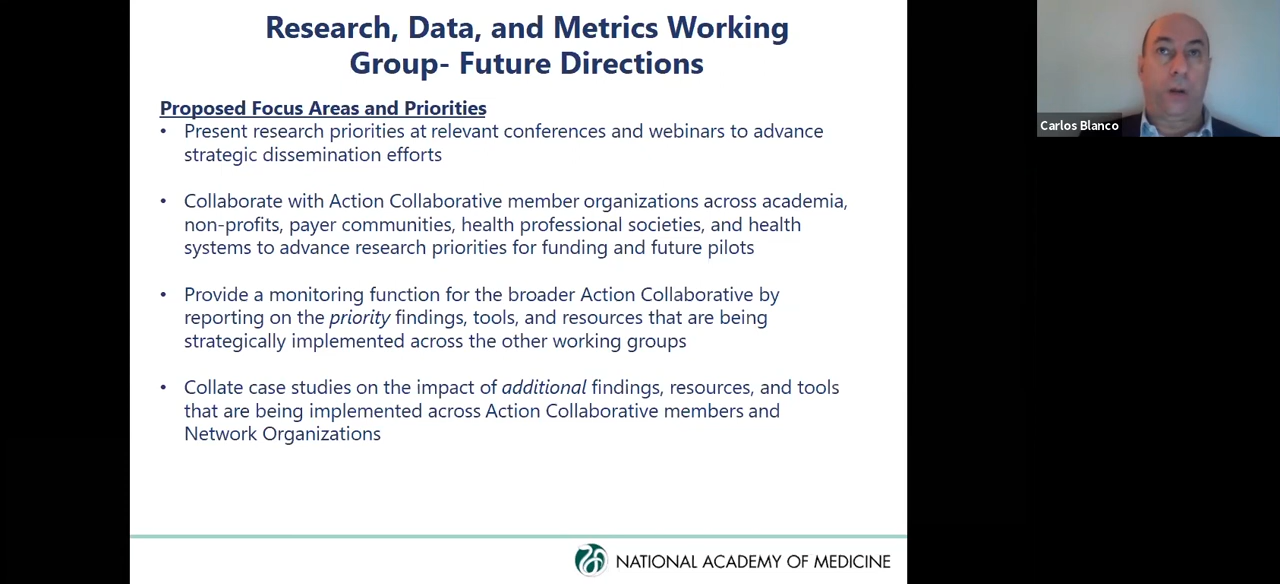 Research, Data, and Metrics Working
Group- Future Directions
Proposed Focus Areas and Priorities
• Present research priorities at relevant conferences and webinars to advance
strategic dissemination efforts
• Collaborate with Action Collaborative member organizations across academia,
non-profits, payer communities, health professional societies, and health
systems to advance research priorities for funding and future pilots
• Provide a monitoring function for the broader Action Collaborative by
reporting on the priority findings, tools, and resources that are being
strategically implemented across the other working groups
• Collate case studies on the impact of additional findings, resources, and tools
that are being implemented across Action Collaborative members and
Network Organizations
NATIONAL ACADEMY OF MEDICINE
Carlos Blanco